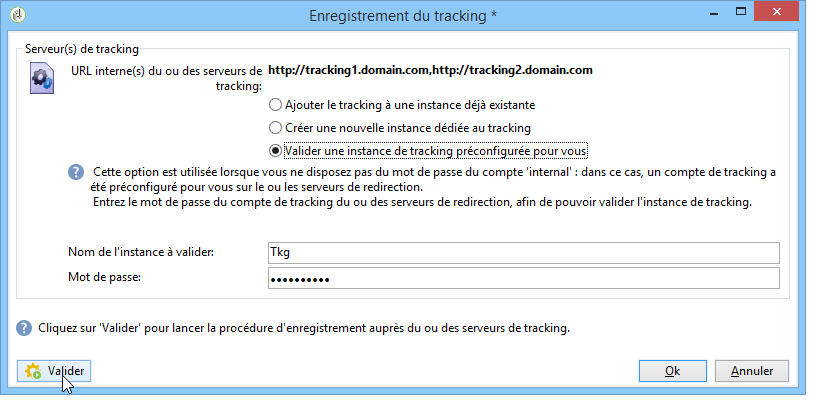 Enregistrement du tracking *
Serveur(s) de tracking
URL interne(s) du ou des serveurs de
tracking:
http://tracking1.domain.com,http://tracking2.domain.com
Ajouter le tracking à une instance déjà existante
Créer une nouvelle instance dédiée au tracking
Valider une instance de tracking préconfigurée pour vous
Cette option est utilisée lorsque vous ne disposez pas du mot de passe du compte 'internal' : dans ce cas, un compte de tracking a
été préconfiguré pour vous sur le ou les serveurs de redirection.
Entrez le mot de passe du compte de tracking du ou des serveurs de redirection, afin de pouvoir valider l'instance de tracking.
Nom de l'instance à valider:
Tkg
Mot de passe:
••••••••••
Cliquez sur 'Valider' pour lancer la procédure d'enregistrement auprès du ou des serveurs de tracking.
Valider
Ok
Annuler